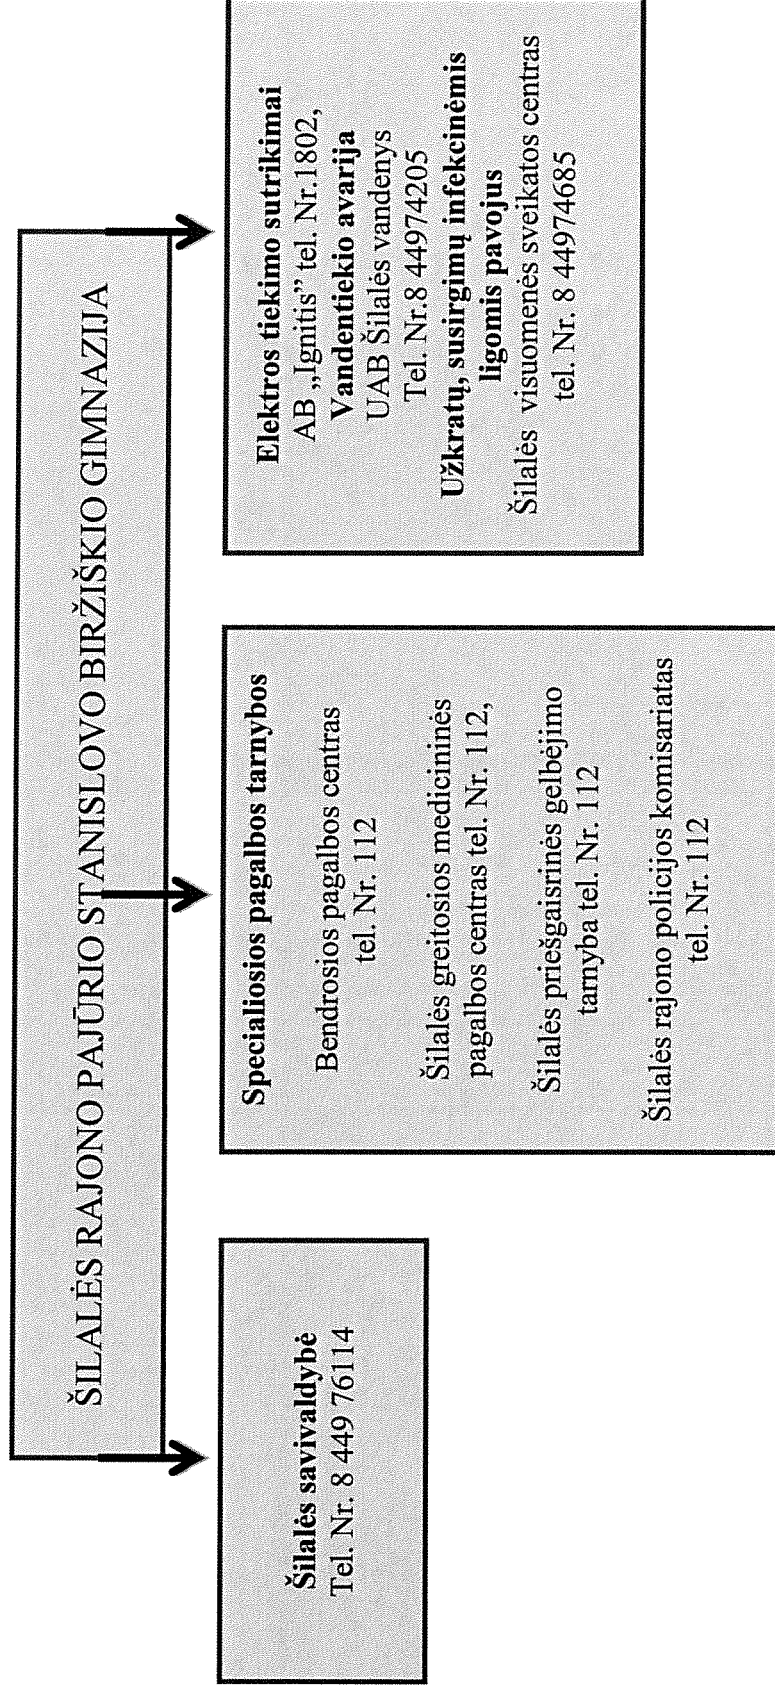 ŠILALĖS RAJONO PAJŪRIO STANISLOVO BIRŽIŠKIO GIMNAZIJA
Šilalės savivaldybė
Tel. Nr. 8 449 76114
Specialiosios pagalbos tarnybos
Bendrosios pagalbos centras
tel. Nr. 112
Šilalės greitosios medicininės
pagalbos centras tel. Nr. 112,
Šilalės priešgaisrinės gelbėjimo
tarnyba tel. Nr. 112
Šilalės rajono policijos komisariatas
tel. Nr. 112
Elektros tiekimo sutrikimai
AB „Ignitis” tel. Nr.1802,
Vandentiekio avarija
UAB Šilalės vandenys
Tel. Nr.8 44974205
Užkratų, susirgimų infekcinėmis
ligomis pavojus
Šilalės visuomenės sveikatos centras
tel. Nr. 8 44974685